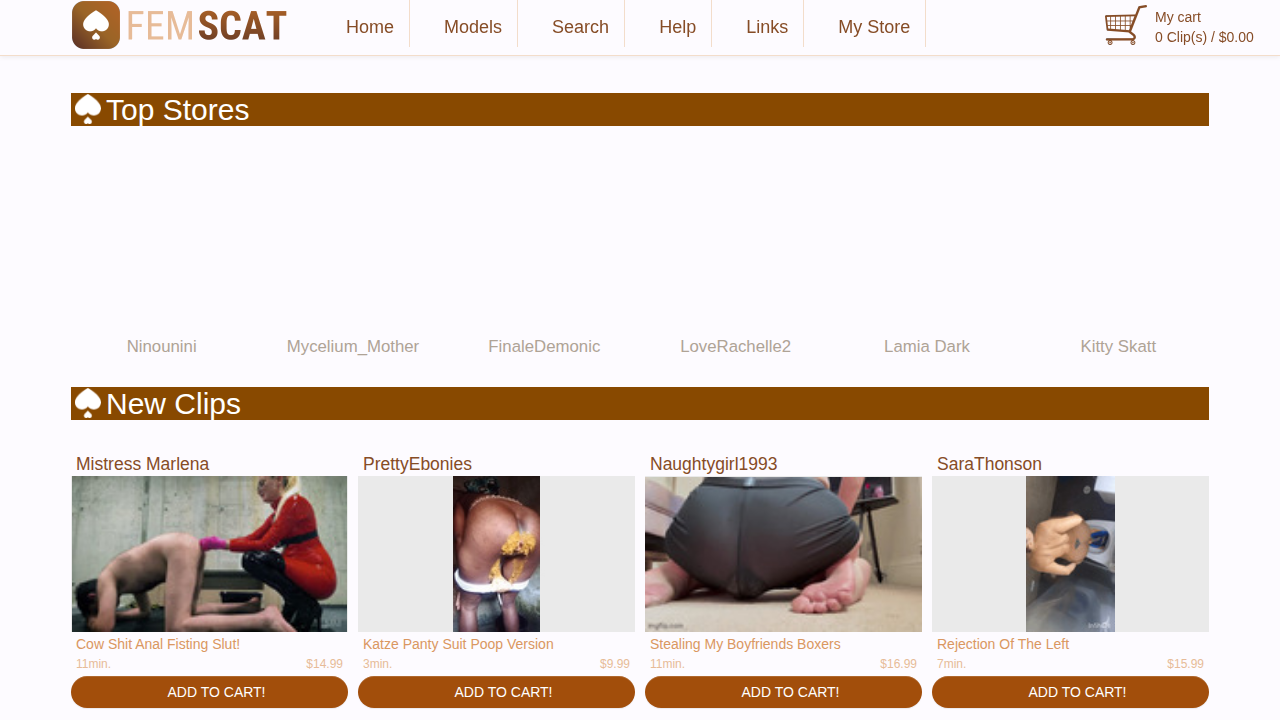 FEMSCAT
Home
Models
Search
Help
Links
My Store
My cart
0 Clip(s) / $0.00
Top Stores
Ninounini
Mycelium_Mother
FinaleDemonic
LoveRachelle2
Lamia Dark
Kitty Skatt
New Clips
Mistress Marlena
PrettyEbonies
Naughtygirl1993
SaraThonson
imgflip.com
Cow Shit Anal Fisting Slut!
Katze Panty Suit Poop Version
Stealing My Boyfriends Boxers
Rejection Of The Left
11min.
$14.99
3min.
$9.99
11min.
$16.99
7min.
$15.99
ADD TO CART!
ADD TO CART!
ADD TO CART!
ADD TO CART!